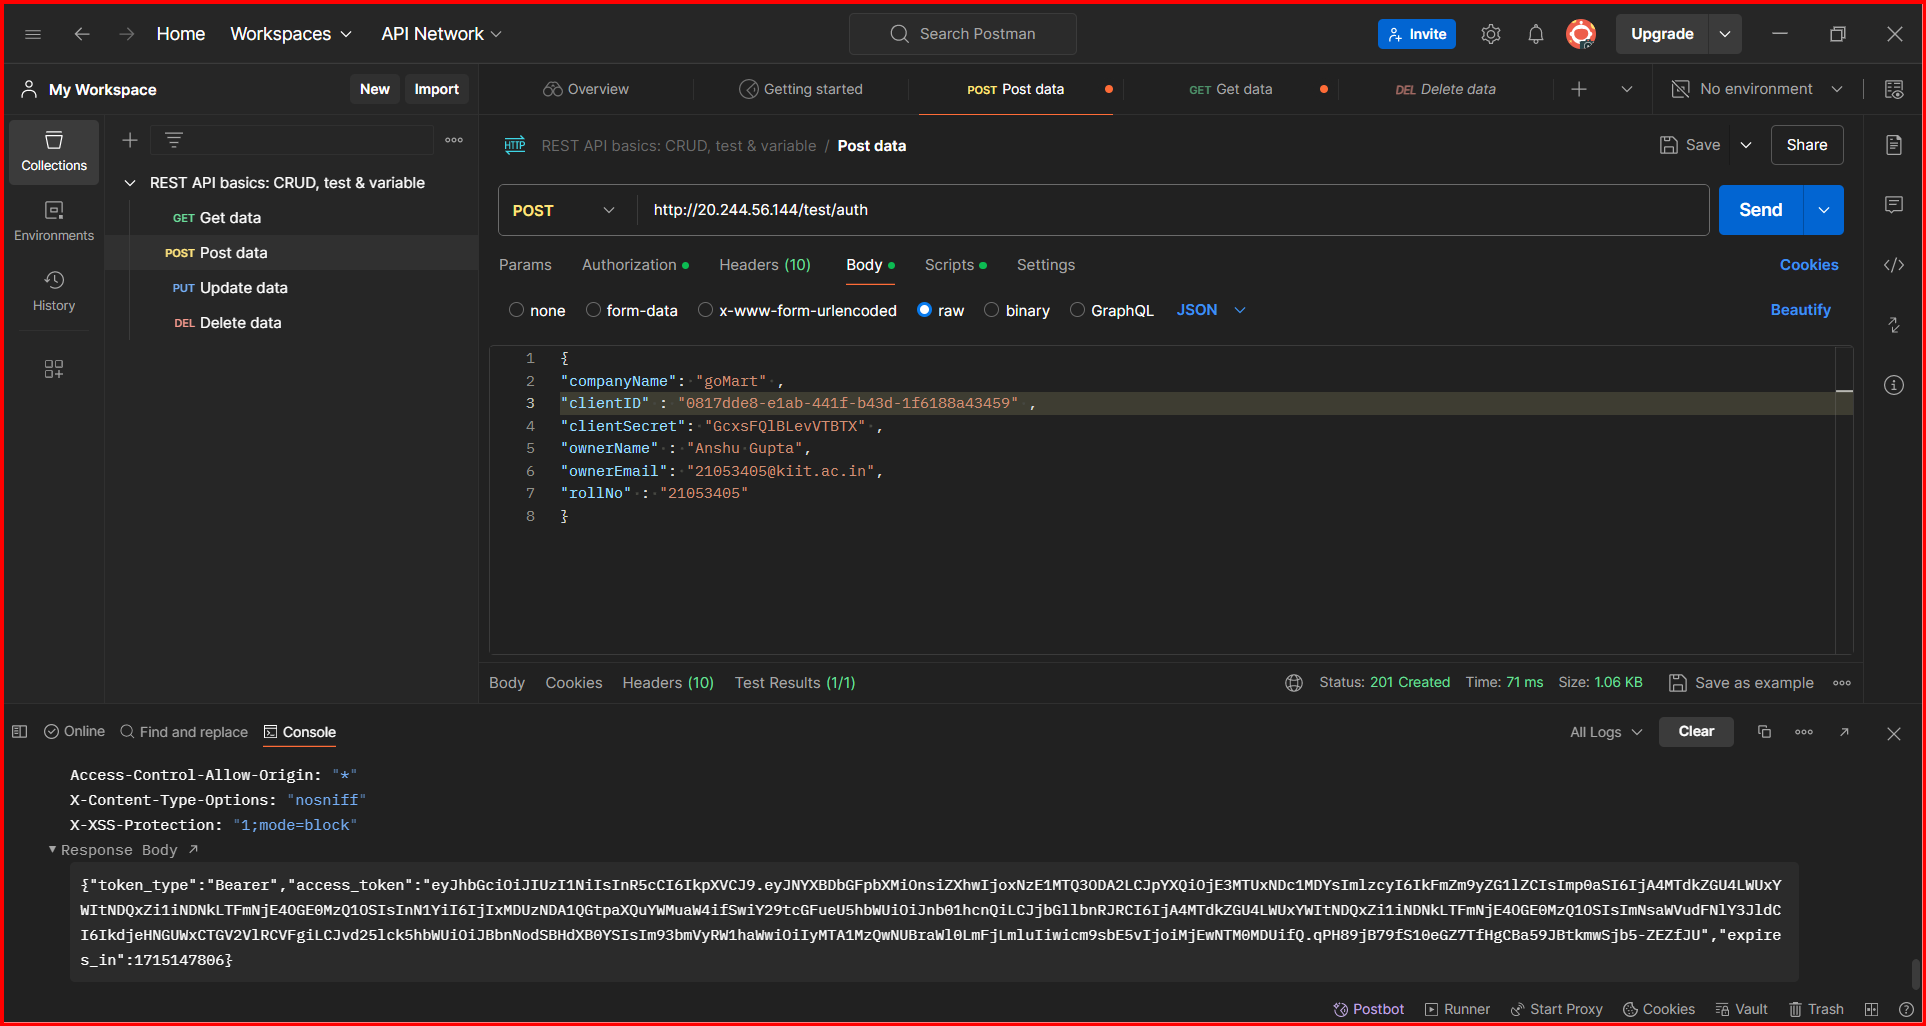 Home Workspaces API Network Search Postman Invite Upgrade
My Workspace New Import Overview Getting started POST Post data GET Get data DEL Delete data No environment
Collections
Environments
History
REST API basics: CRUD, test & variable
GET Get data
POST Post data
PUT Update data
DEL Delete data
HTTP REST API basics: CRUD, test & variable / Post data Save Share
POST http://20.244.56.144/test/auth Send
Params Authorization Headers (10) Body Scripts Settings Cookies
none form-data x-www-form-urlencoded raw binary GraphQL JSON Beautify
1 {
2 "companyName": "goMart" ,
3 "clientID" : "0817dde8-e1ab-441f-b43d-1f6188a43459" ,
4 "clientSecret": "GcxsFQlBLevVTBTX" ,
5 "ownerName" : "Anshu Gupta",
6 "ownerEmail": "21053405@kiit.ac.in",
7 "rollNo" : "21053405"
8 }
Body Cookies Headers (10) Test Results (1/1) Status: 201 Created Time: 71 ms Size: 1.06 KB Save as example
Online Find and replace Console All Logs Clear
Access-Control-Allow-Origin: "*"
X-Content-Type-Options: "nosniff"
X-XSS-Protection: "1;mode=block"
Response Body
{"token_type":"Bearer","access_token":"eyJhbGciOiJIUzI1NiIsInR5cCI6IkpXVCJ9.eyJNYXBDbGFpbXMiOnsiZXhwIjoxNzE1MTQ3ODA2LCJpYXQiOjE3MTUxNDc1MDYsImlzcyI6IkFmZm9yZG1lZCIsImp0aSI6IjA4MTdkZGU4LWUxY
WItNDQxZi1iNDNkLTFmNjE4OGE0MzQ1OSIsInN1YiI6IjIxMDUzNDA1QGtpaXQuYWMuaW4ifSwiY29tcGFueU5hbWUiOiJnb01hcnQiLCJjbGllbnRJRCI6IjA4MTdkZGU4LWUxYWItNDQxZi1iNDNkLTFmNjE4OGE0MzQ1OSIsImNsaWVudFNlY3JldC
I6IkdjeHNGUWxCTGV2VlRCVFgiLCJvd25lck5hbWUiOiJBbnNodSBHdXB0YSIsIm93bmVyRW1haWwiOiIyMTA1MzQwNUBraWl0LmFjLmluIiwicm9sbE5vIjoiMjEwNTM0MDUifQ.qPH89jB79fS10eGZ7TfHgCBa59JBtkmwSjb5-ZEZfJU","expire
s_in":1715147806}
Postbot Runner Start Proxy Cookies Vault Trash